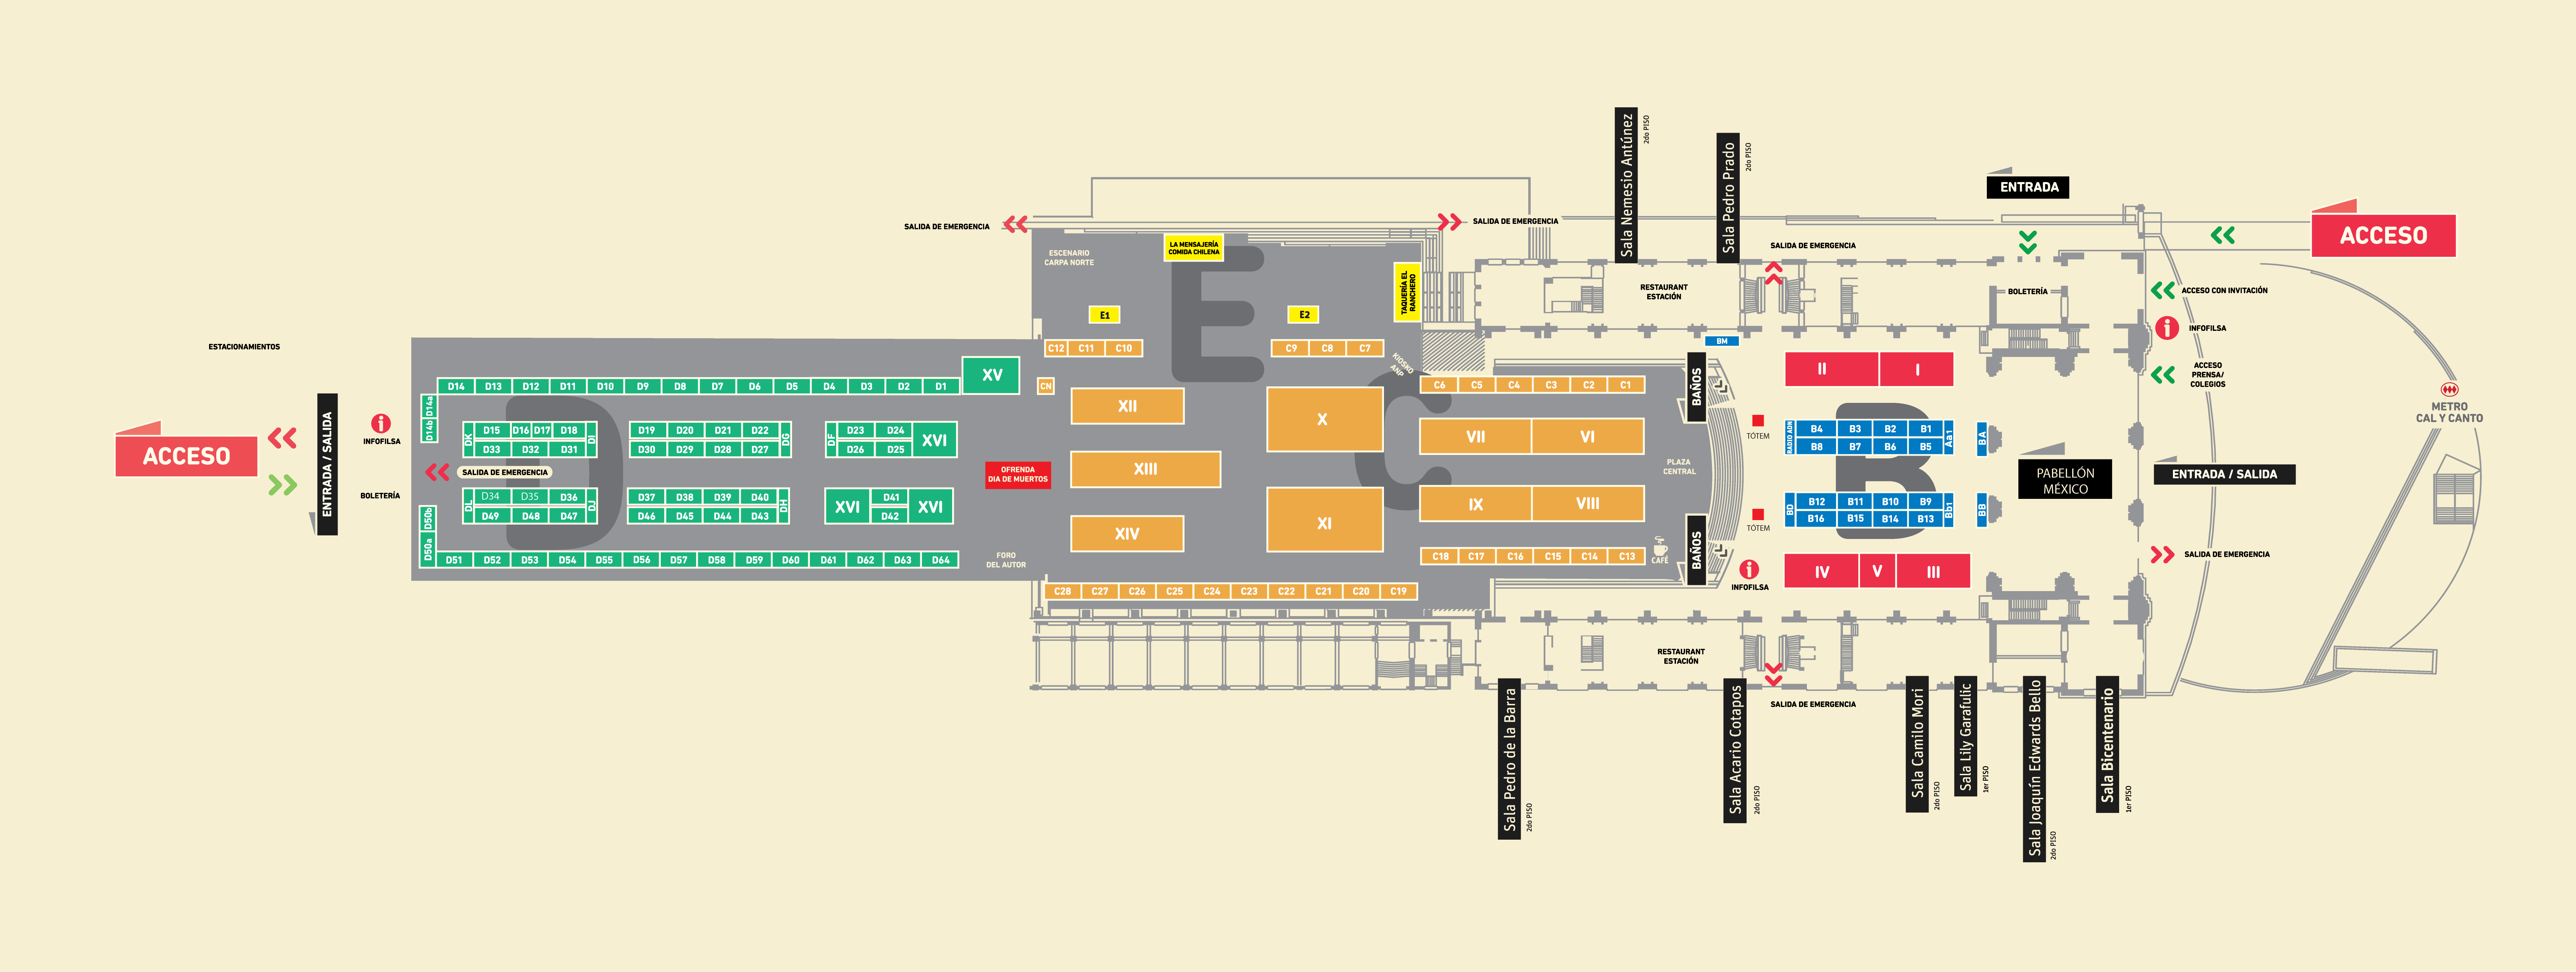 Sala Nemesio Antúnez
2do PISO
Sala Pedro Prado
2do PISO
ENTRADA
ACCESO
SALIDA DE EMERGENCIA
SALIDA DE EMERGENCIA
SALIDA DE EMERGENCIA
ESCENARIO
CARPA NORTE
LA MENSAJERÍA
COMIDA CHILENA
E
TAQUERÍA EL
RANCHERO
E1
E2
RESTAURANT
ESTACIÓN
BOLETERÍA
ACCESO CON INVITACIÓN
i
INFOFILSA
ACCESO
PRENSA/
COLEGIOS
METRO
CAL Y CANTO
ESTACIONAMIENTOS
C12 C11 C10
C9 C8 C7
KIOSKO
ANP
BM
II I
XV
D14 D13 D12 D11 D10 D9 D8 D7 D6 D5 D4 D3 D2 D1
CN
C6 C5 C4 C3 C2 C1
BAÑOS
D14a
D14b
XII
X
C
VII VI
TÓTEM
ENTRADA / SALIDA
ACCESO
i
INFOFILSA
DK D15 D16 D17 D18 DI
D33 D32 D31
D19 D20 D21 D22 DG
D30 D29 D28 D27
DF D23 D24 XVI
D26 D25
RADIO ADN B4 B3 B2 B1 Aa1
B8 B7 B6 B5
BA
B
D
SALIDA DE EMERGENCIA
OFRENDA
DIA DE MUERTOS
XIII
PLAZA
CENTRAL
PABELLÓN
MÉXICO
ENTRADA / SALIDA
BOLETERÍA
DL D34 D35 D36 DJ
D49 D48 D47
D37 D38 D39 D40 DH
D46 D45 D44 D43
XVI D41 XVI
D42
XI
IX VIII
TÓTEM
BD B12 B11 B10 B9 Bb1
B16 B15 B14 B13
BB
D50b
D50a
XIV
BAÑOS
D51 D52 D53 D54 D55 D56 D57 D58 D59 D60 D61 D62 D63 D64
FORO
DEL AUTOR
C18 C17 C16 C15 C14 C13
CAFÉ
i
INFOFILSA
IV V III
SALIDA DE EMERGENCIA
C28 C27 C26 C25 C24 C23 C22 C21 C20 C19
RESTAURANT
ESTACIÓN
SALIDA DE EMERGENCIA
Sala Pedro de la Barra
2do PISO
Sala Acario Cotapos
2do PISO
Sala Camilo Mori
2do PISO
Sala Lily Garafulic
1er PISO
Sala Joaquín Edwards Bello
2do PISO
Sala Bicentenario
1er PISO